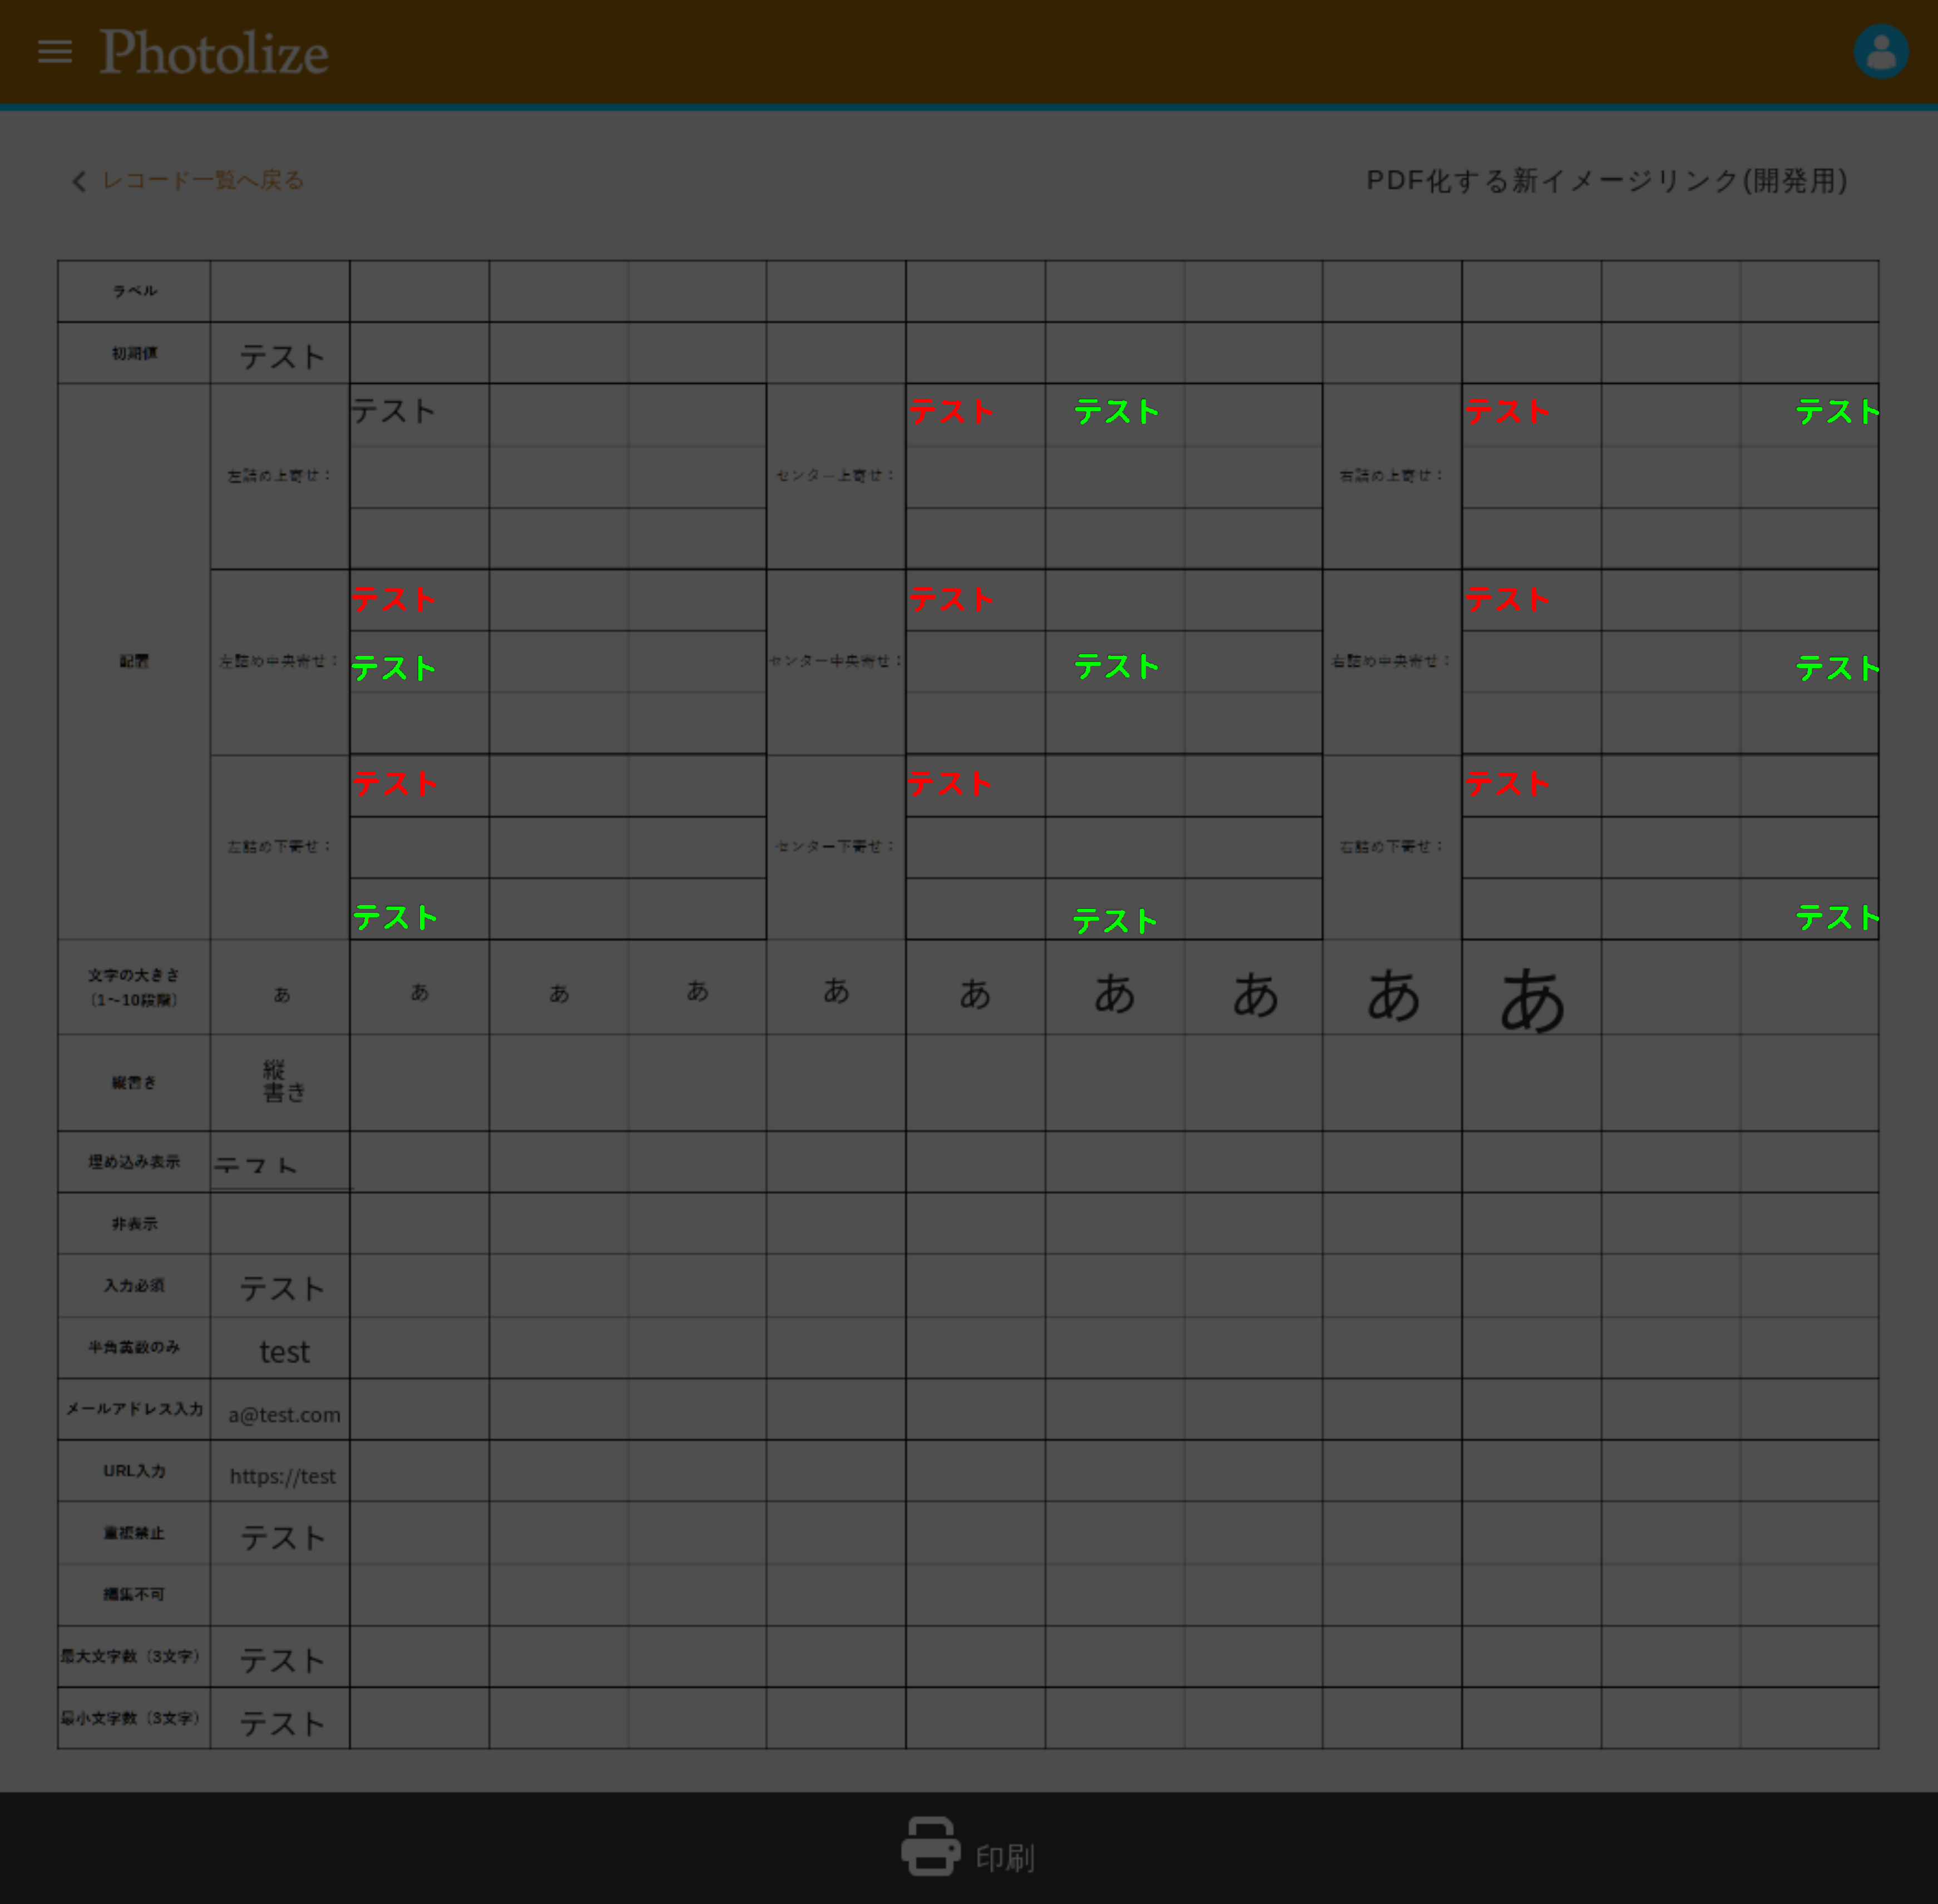 Photolize
レコード一覧へ戻る
PDF化する新イメージリンク(開発用)
ラベル
初期値 テスト
テスト テスト テスト テスト テスト
配置 左詰め上寄せ： センター上寄せ： 右詰め上寄せ：
テスト テスト テスト
左詰め中央寄せ： テスト センター中央寄せ： テスト 右詰め中央寄せ： テスト
テスト テスト テスト
左詰め下寄せ： センター下寄せ： 右詰め下寄せ：
テスト テスト テスト
文字の大きさ
(1~10段階) あ あ あ あ あ あ あ あ あ あ
縦書き 縦
書き
埋め込み表示 テスト
非表示
入力必須 テスト
半角英数のみ test
メールアドレス入力 a@test.com
URL入力 https://test
重複禁止 テスト
編集不可
最大文字数（3文字） テスト
最小文字数（3文字） テスト
印刷